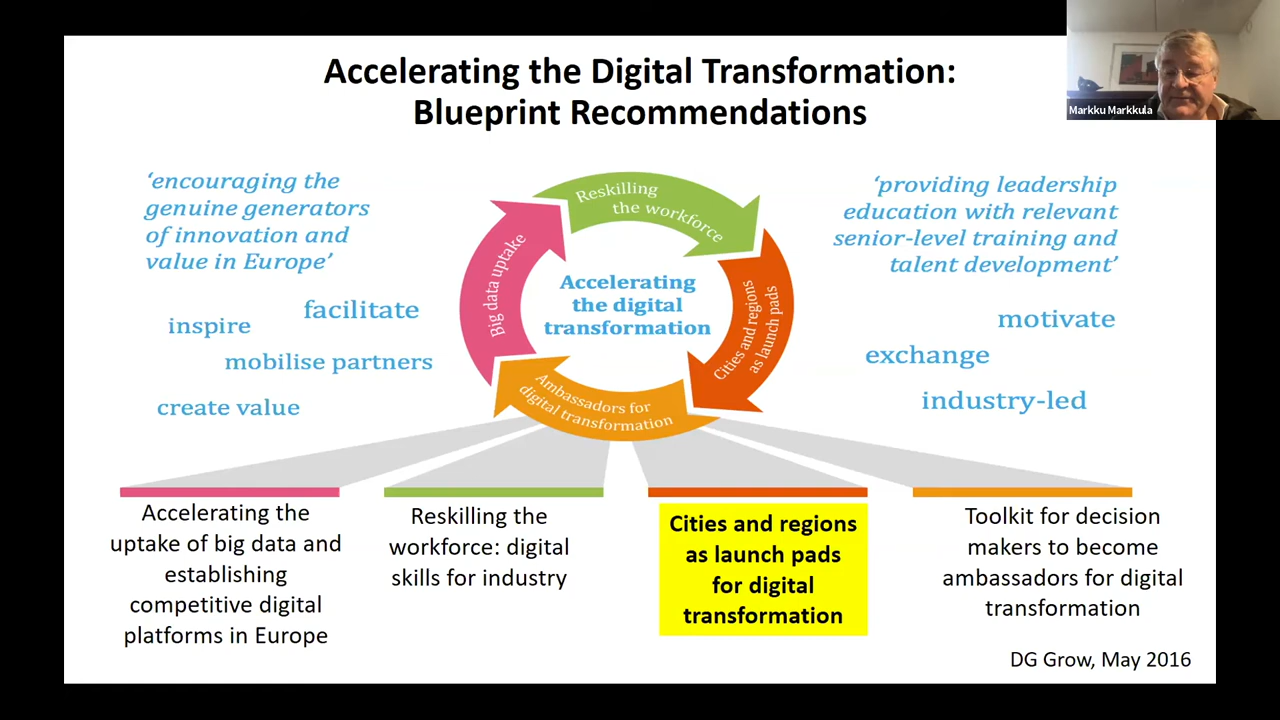 Accelerating the Digital Transformation:
Blueprint Recommendations
Markku Markkula
‘encouraging the
genuine generators
of innovation and
value in Europe’
facilitate
inspire
mobilise partners
create value
Reskilling
the workforce
Big data uptake
Accelerating
the digital
transformation
Cities and regions
as launch pads
Ambassadors for
digital transformation
‘providing leadership
education with relevant
senior-level training and
talent development’
motivate
exchange
industry-led
Accelerating the
uptake of big data and
establishing
competitive digital
platforms in Europe
Reskilling the
workforce: digital
skills for industry
Cities and regions
as launch pads
for digital
transformation
Toolkit for decision
makers to become
ambassadors for digital
transformation
DG Grow, May 2016